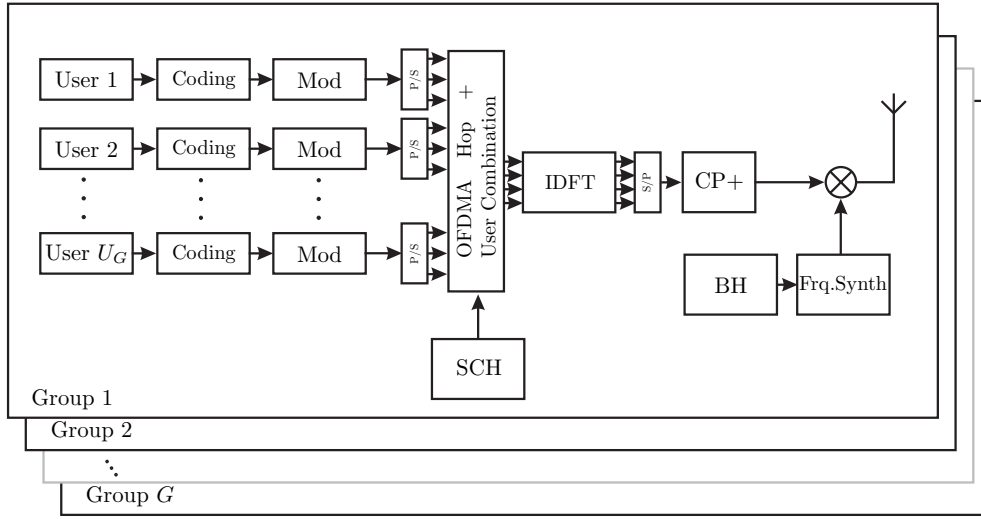 User 1
Coding
Mod
P/S
User 2
Coding
Mod
P/S
User U_G
Coding
Mod
P/S
OFDMA Hop +
User Combination
IDFT
S/P
CP+
BH
Frq.Synth
SCH
Group 1
Group 2
Group G